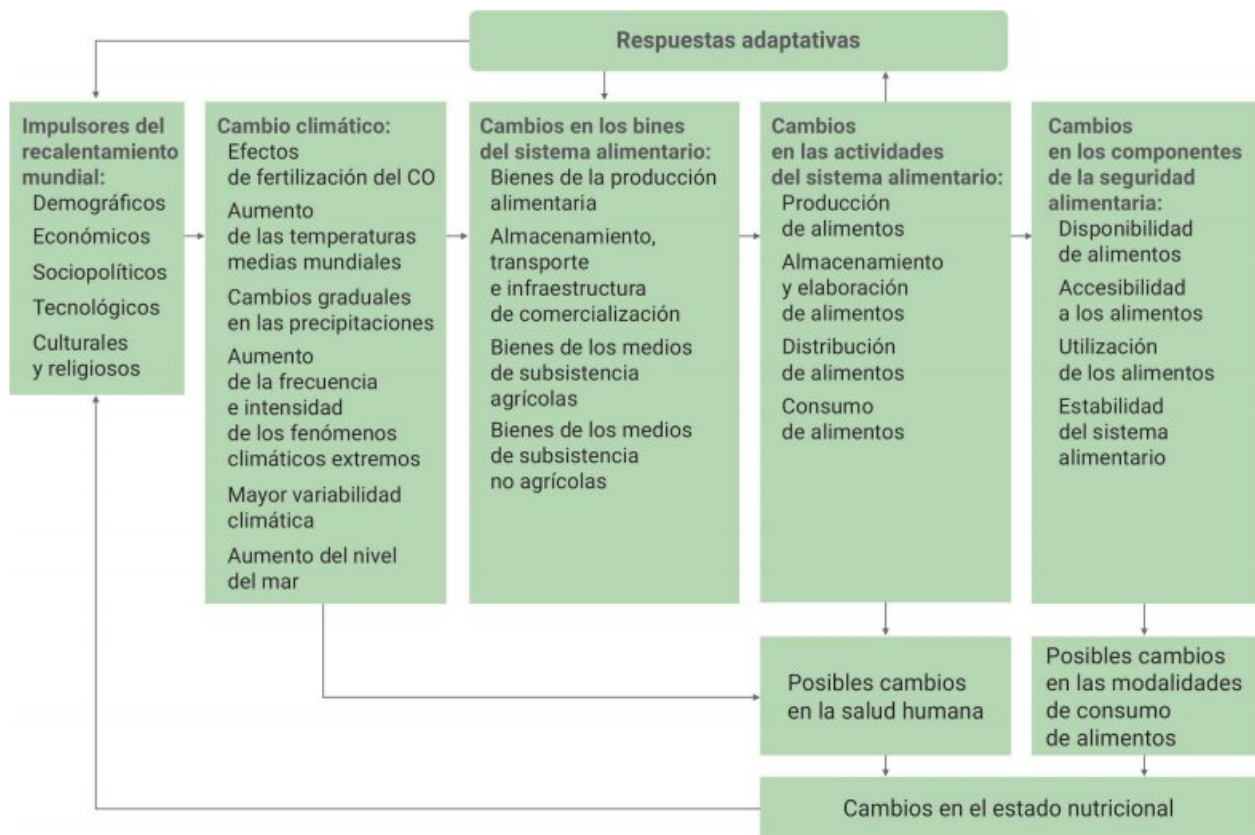 Respuestas adaptativas
Impulsores del
recalentamiento
mundial:
Demográficos
Económicos
Sociopolíticos
Tecnológicos
Culturales
y religiosos
Cambio climático:
Efectos
de fertilización del CO
Aumento
de las temperaturas
medias mundiales
Cambios graduales
en las precipitaciones
Aumento
de la frecuencia
e intensidad
de los fenómenos
climáticos extremos
Mayor variabilidad
climática
Aumento del nivel
del mar
Cambios en los bines
del sistema alimentario:
Bienes de la producción
alimentaria
Almacenamiento,
transporte
e infraestructura
de comercialización
Bienes de los medios
de subsistencia
agrícolas
Bienes de los medios
de subsistencia
no agrícolas
Cambios
en las actividades
del sistema alimentario:
Producción
de alimentos
Almacenamiento
y elaboración
de alimentos
Distribución
de alimentos
Consumo
de alimentos
Cambios
en los componentes
de la seguridad
alimentaria:
Disponibilidad
de alimentos
Accesibilidad
a los alimentos
Utilización
de los alimentos
Estabilidad
del sistema
alimentario
Posibles cambios
en la salud humana
Posibles cambios
en las modalidades
de consumo
de alimentos
Cambios en el estado nutricional